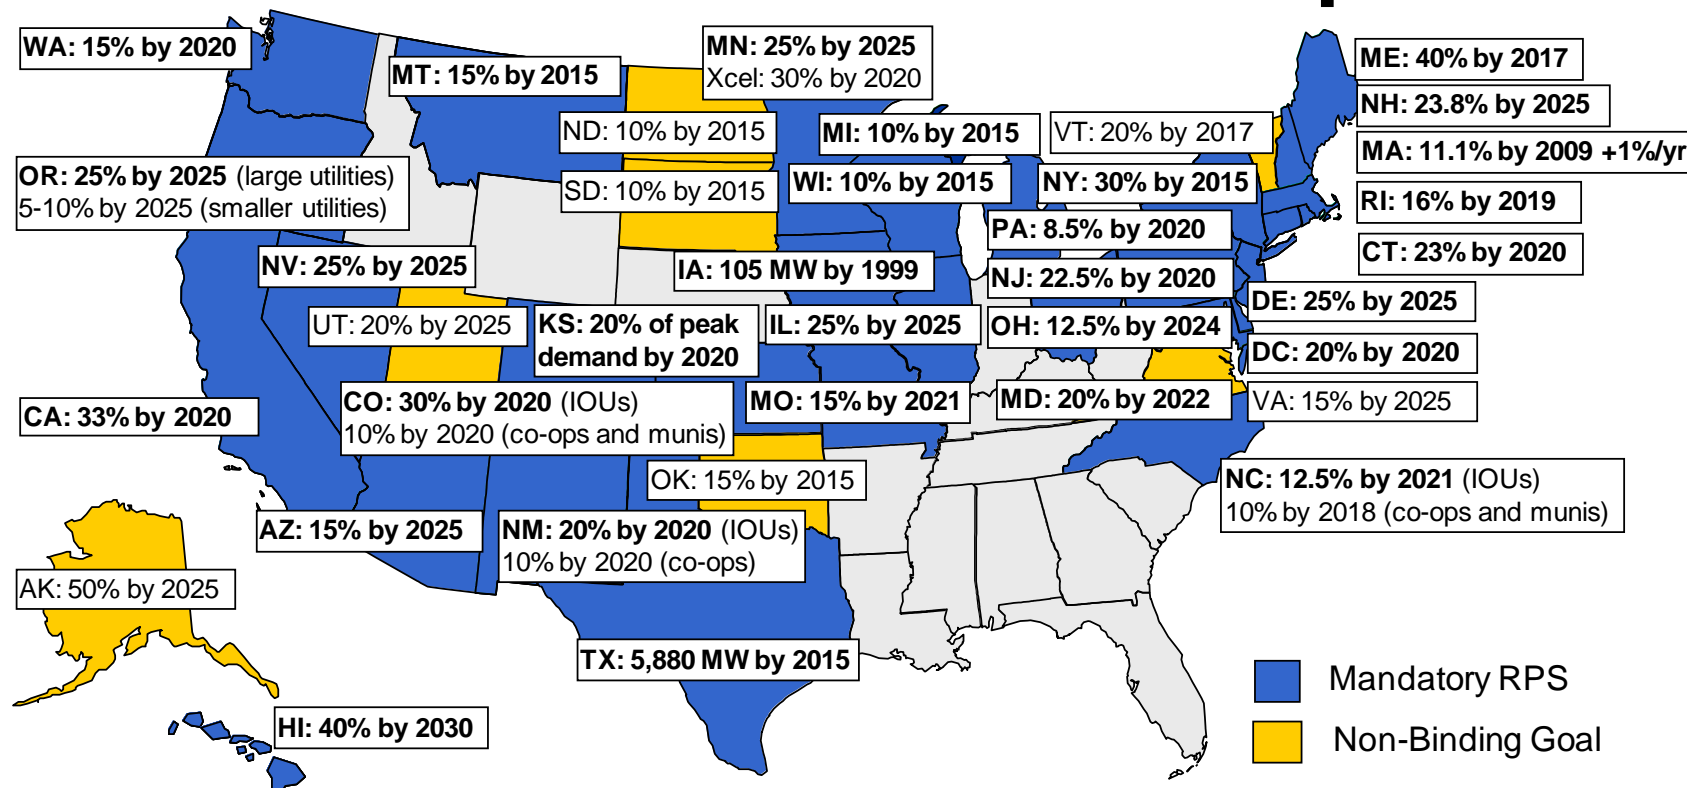 WA: 15% by 2020
MT: 15% by 2015
MN: 25% by 2025
Xcel: 30% by 2020
ME: 40% by 2017
NH: 23.8% by 2025
ND: 10% by 2015
MI: 10% by 2015
VT: 20% by 2017
MA: 11.1% by 2009 +1%/yr
OR: 25% by 2025 (large utilities)
5-10% by 2025 (smaller utilities)
SD: 10% by 2015
WI: 10% by 2015
NY: 30% by 2015
RI: 16% by 2019
PA: 8.5% by 2020
CT: 23% by 2020
NV: 25% by 2025
IA: 105 MW by 1999
NJ: 22.5% by 2020
DE: 25% by 2025
UT: 20% by 2025
KS: 20% of peak
demand by 2020
IL: 25% by 2025
OH: 12.5% by 2024
DC: 20% by 2020
CA: 33% by 2020
CO: 30% by 2020 (IOUs)
10% by 2020 (co-ops and munis)
MO: 15% by 2021
MD: 20% by 2022
VA: 15% by 2025
OK: 15% by 2015
NC: 12.5% by 2021 (IOUs)
10% by 2018 (co-ops and munis)
AZ: 15% by 2025
NM: 20% by 2020 (IOUs)
10% by 2020 (co-ops)
AK: 50% by 2025
TX: 5,880 MW by 2015
HI: 40% by 2030
Mandatory RPS
Non-Binding Goal